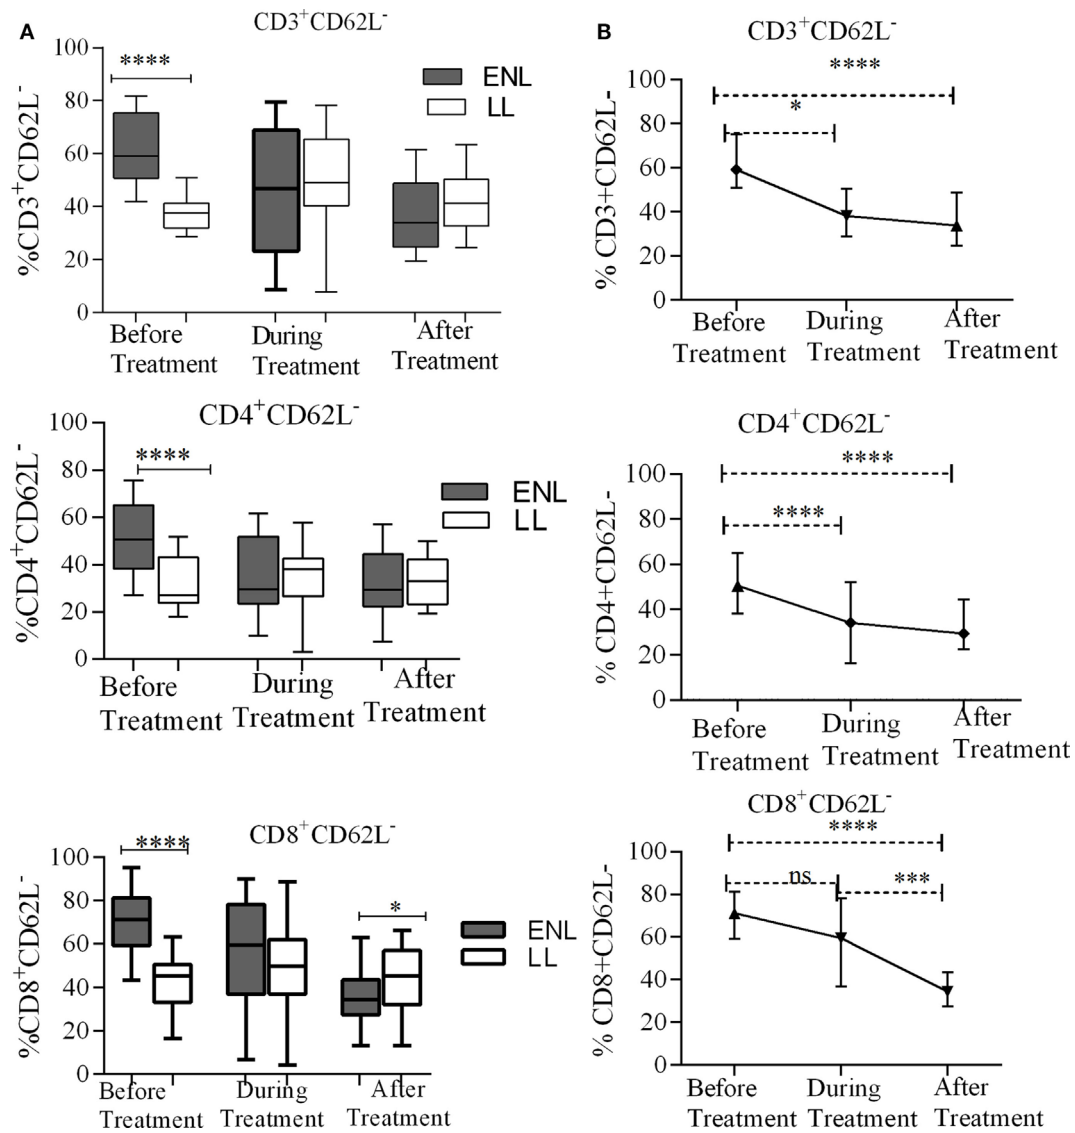 A
CD3⁺CD62L⁻
****
ENL
LL
%CD3⁺CD62L⁻
100
80
60
40
20
0
Before Treatment
During Treatment
After Treatment
B
CD3⁺CD62L⁻
****
*
% CD3+CD62L-
100
80
60
40
20
0
Before Treatment
During Treatment
After Treatment
CD4⁺CD62L⁻
****
ENL
LL
%CD4⁺CD62L⁻
100
80
60
40
20
0
Before Treatment
During Treatment
After Treatment
CD4⁺CD62L⁻
****
****
% CD4+CD62L-
100
80
60
40
20
0
Before Treatment
During Treatment
After Treatment
CD8⁺CD62L⁻
****
*
ENL
LL
%CD8⁺CD62L⁻
100
80
60
40
20
0
Before Treatment
During Treatment
After Treatment
CD8⁺CD62L⁻
****
ns
***
% CD8+CD62L-
100
80
60
40
20
0
Before Treatment
During Treatment
After Treatment